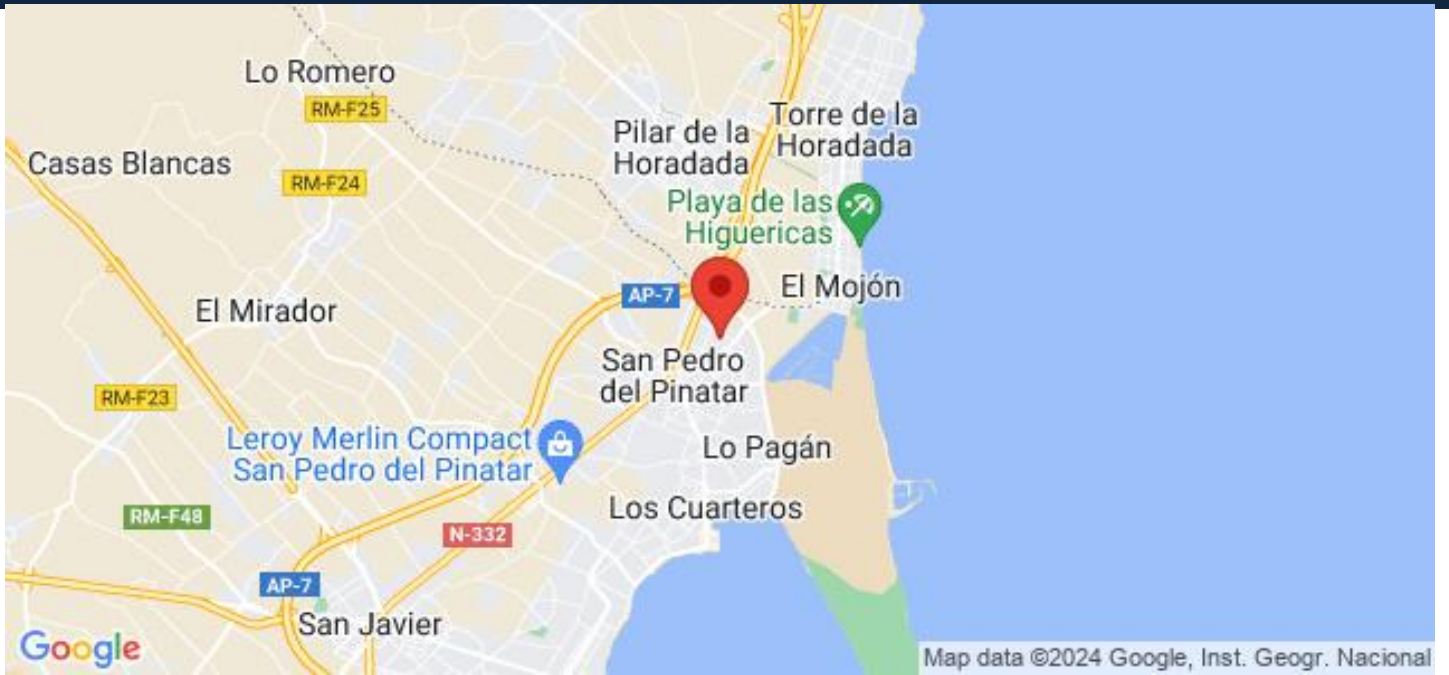 Lo Romero
RM-F25
Torre de la
Horadada
Pilar de la
Horadada
Casas Blancas
RM-F24
Playa de las
Higuericas
El Mojón
AP-7
El Mirador
San Pedro
del Pinatar
RM-F23
Leroy Merlin Compact
San Pedro del Pinatar
Lo Pagán
Los Cuarteros
RM-F48
N-332
AP-7
San Javier
Google
Map data ©2024 Google, Inst. Geogr. Nacional